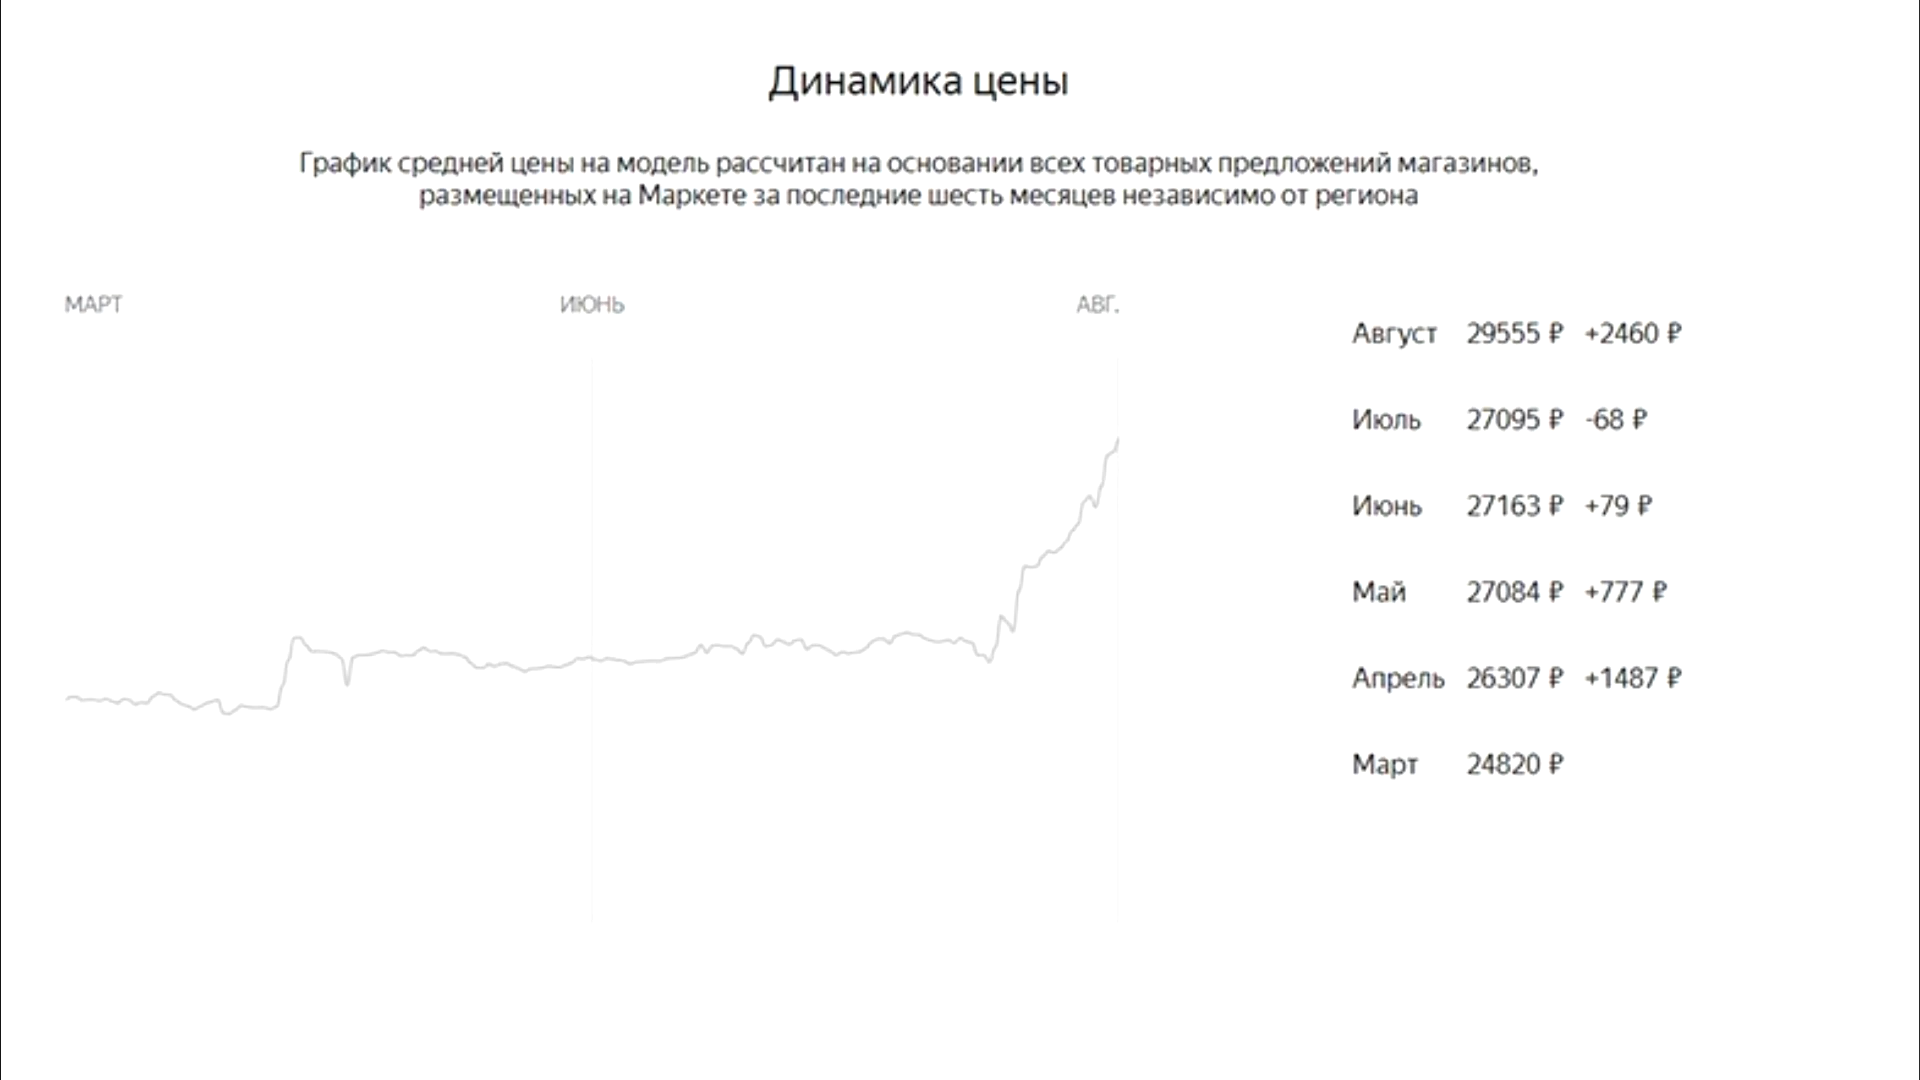 Динамика цены
График средней цены на модель рассчитан на основании всех товарных предложений магазинов,
размещенных на Маркете за последние шесть месяцев независимо от региона
МАРТ ИЮНЬ АВГ.
Август 29555 ₽ +2460 ₽
Июль 27095 ₽ -68 ₽
Июнь 27163 ₽ +79 ₽
Май 27084 ₽ +777 ₽
Апрель 26307 ₽ +1487 ₽
Март 24820 ₽